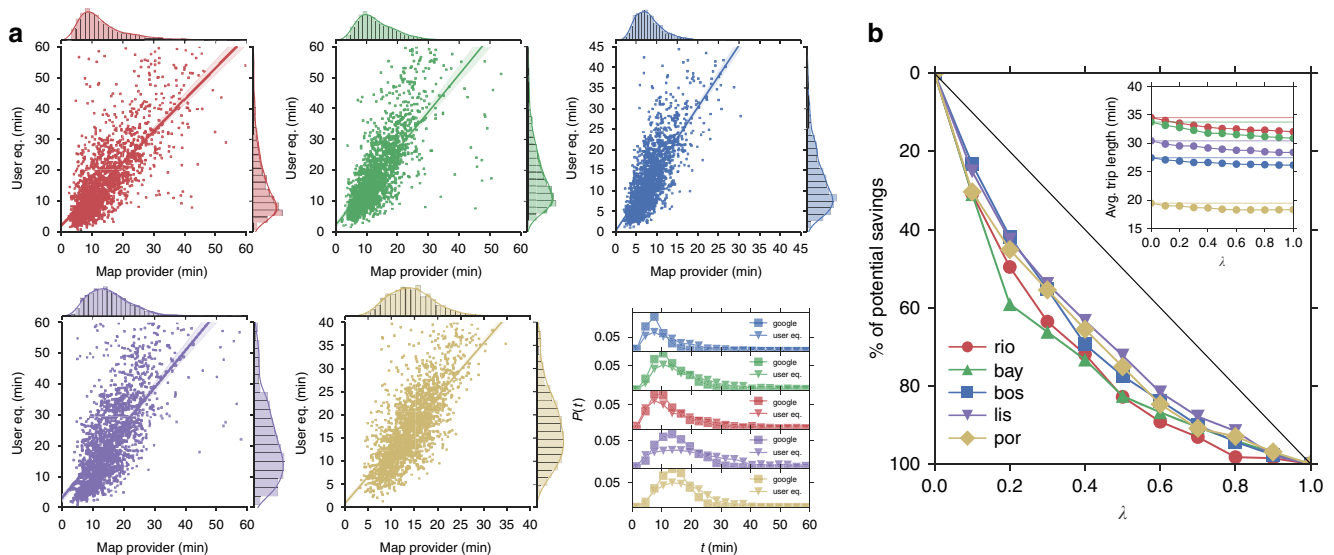 a
60
50
40
30
20
10
0
User eq. (min)
0 10 20 30 40 50 60
Map provider (min)
60
50
40
30
20
10
0
User eq. (min)
0 10 20 30 40 50 60
Map provider (min)
45
40
35
30
25
20
15
10
5
0
User eq. (min)
0 5 10 15 20 25 30 35 40 45
Map provider (min)
60
50
40
30
20
10
0
User eq. (min)
0 10 20 30 40 50 60
Map provider (min)
40
35
30
25
20
15
10
5
0
User eq. (min)
0 5 10 15 20 25 30 35 40
Map provider (min)
P(t)
0.05
google
user eq.
0.05
google
user eq.
0.05
google
user eq.
0.05
google
user eq.
0.05
google
user eq.
0 10 20 30 40 50 60
t (min)
b
0
20
40
60
80
100
% of potential savings
0.0 0.2 0.4 0.6 0.8 1.0
λ
rio
bay
bos
lis
por
40
35
30
25
20
15
Avg. trip length (min)
0.0 0.2 0.4 0.6 0.8 1.0
λ